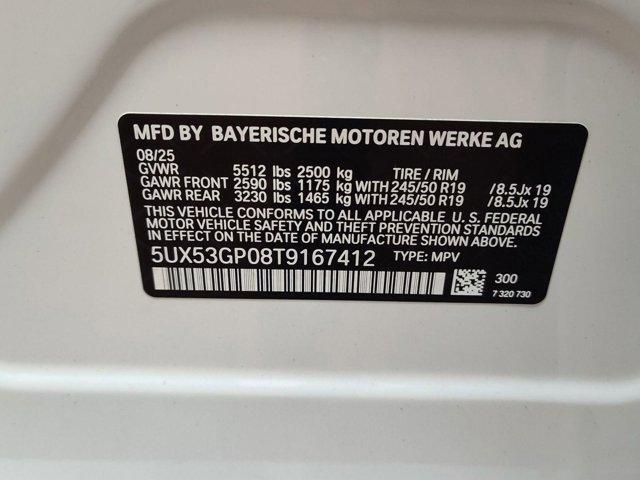 MFD BY BAYERISCHE MOTOREN WERKE AG
08/25
GVWR 5512 lbs 2500 kg TIRE / RIM
GAWR FRONT 2590 lbs 1175 kg WITH 245/50 R19 /8.5Jx 19
GAWR REAR 3230 lbs 1465 kg WITH 245/50 R19 /8.5Jx 19
THIS VEHICLE CONFORMS TO ALL APPLICABLE U. S. FEDERAL
MOTOR VEHICLE SAFETY AND THEFT PREVENTION STANDARDS
IN EFFECT ON THE DATE OF MANUFACTURE SHOWN ABOVE.
5UX53GP08T9167412 TYPE: MPV
300
7 320 730